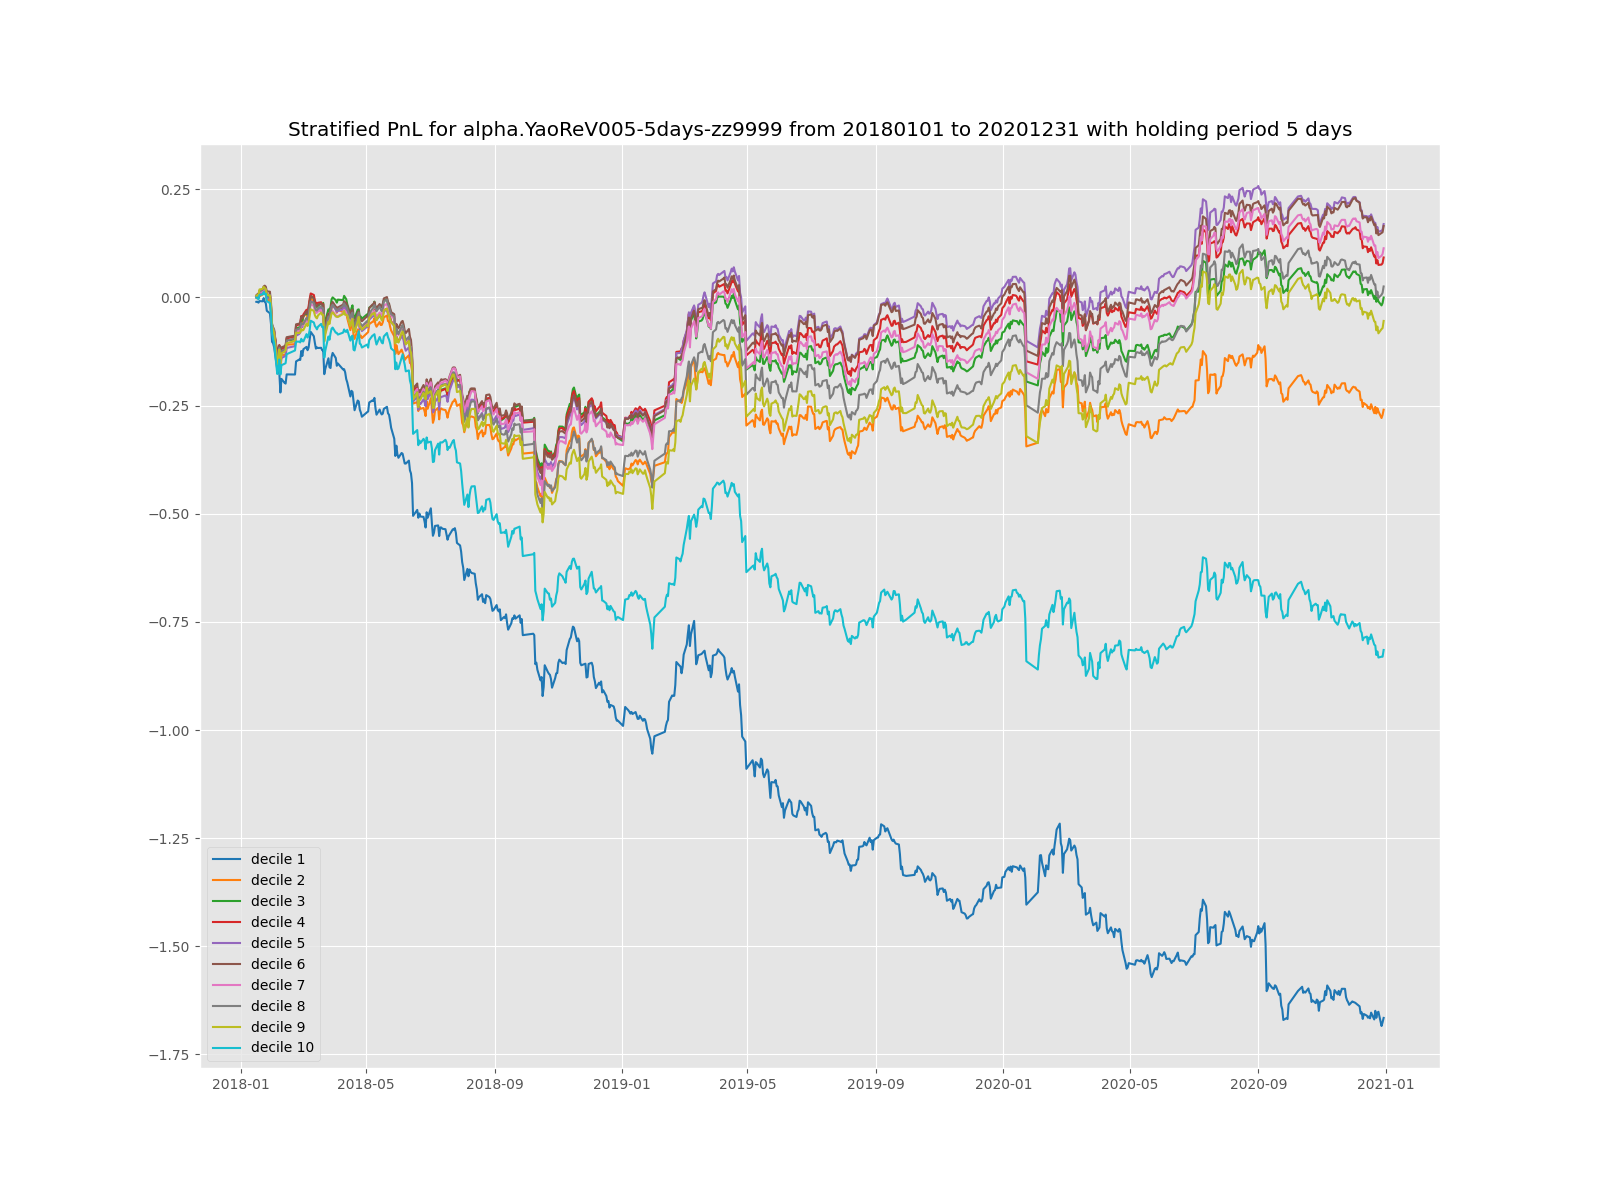 Stratified PnL for alpha.YaoReV005-5days-zz9999 from 20180101 to 20201231 with holding period 5 days
0.25
0.00
−0.25
−0.50
−0.75
−1.00
−1.25
−1.50
−1.75
decile 1
decile 2
decile 3
decile 4
decile 5
decile 6
decile 7
decile 8
decile 9
decile 10
2018-01 2018-05 2018-09 2019-01 2019-05 2019-09 2020-01 2020-05 2020-09 2021-01